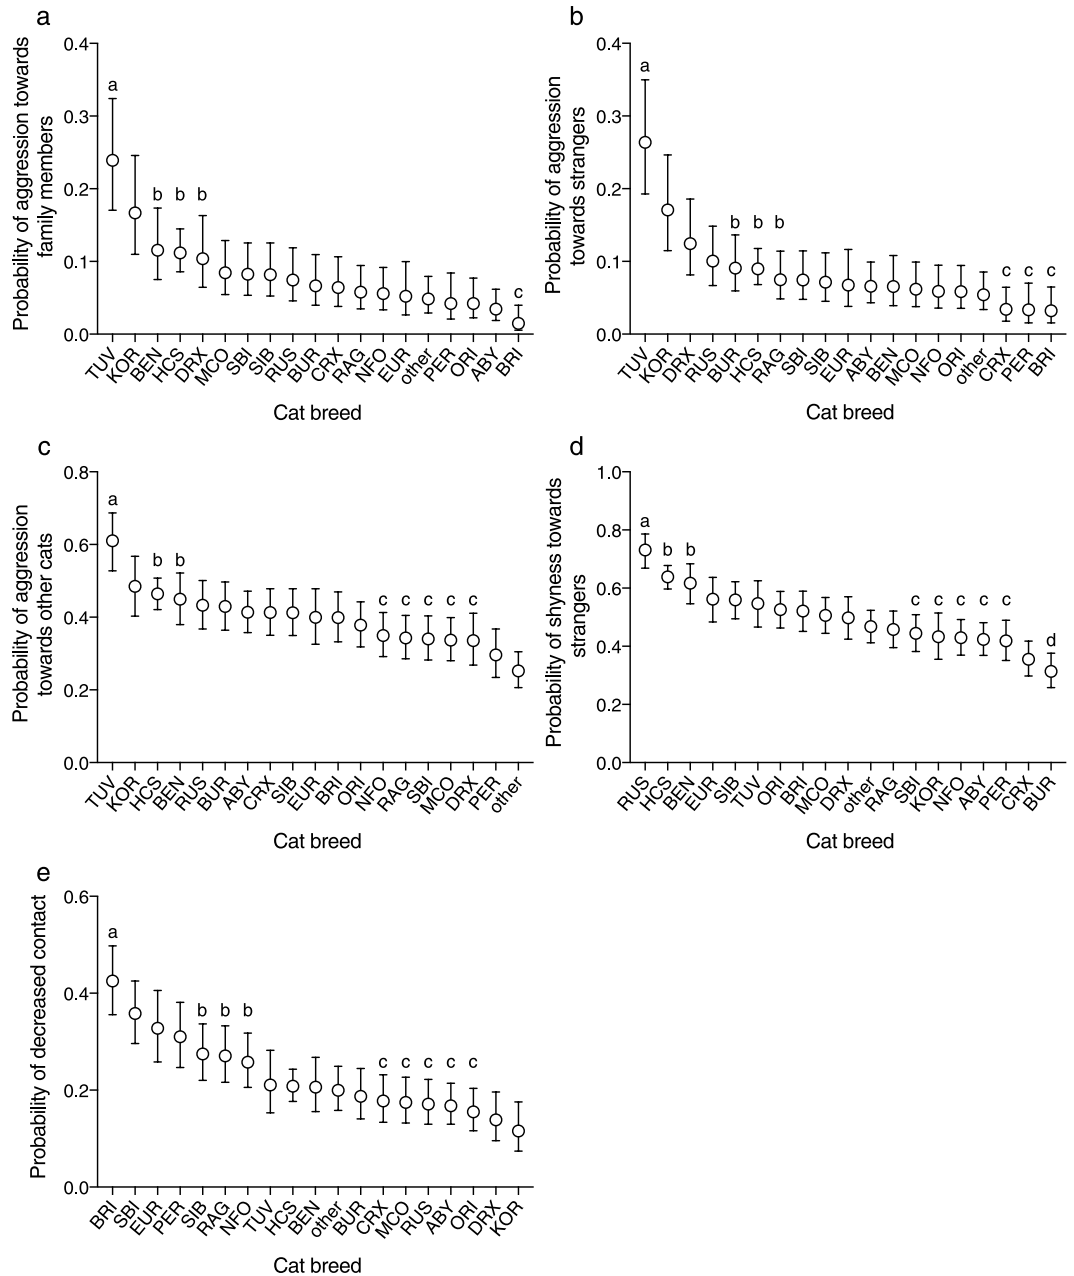 a
Probability of aggression towards
family members
0.4
0.3
0.2
0.1
0.0
a
b b b
c
TUV KOR BEN HCS DRX MCO SBI SIB RUS BUR CRX RAG NFO EUR other PER ORI ABY BRI
Cat breed
b
Probability of aggression
towards strangers
0.4
0.3
0.2
0.1
0.0
a
b b b
c c c
TUV KOR DRX RUS BUR HCS RAG SBI SIB EUR ABY BEN MCO NFO ORI other CRX PER BRI
Cat breed
c
Probability of aggression
towards other cats
0.8
0.6
0.4
0.2
0.0
a
b b
c c c c c
TUV KOR HCS BEN RUS BUR ABY CRX SIB EUR BRI ORI NFO RAG SBI MCO DRX PER other
Cat breed
d
Probability of shyness towards
strangers
1.0
0.8
0.6
0.4
0.2
0.0
a
b b
c c c c c
d
RUS HCS BEN EUR SIB TUV ORI BRI MCO DRX other RAG SBI KOR NFO ABY PER CRX BUR
Cat breed
e
Probability of decreased contact
0.6
0.4
0.2
0.0
a
b b b
c c c c c
BRI SBI EUR PER SIB RAG NFO TUV HCS BEN other BUR CRX MCO RUS ABY ORI DRX KOR
Cat breed